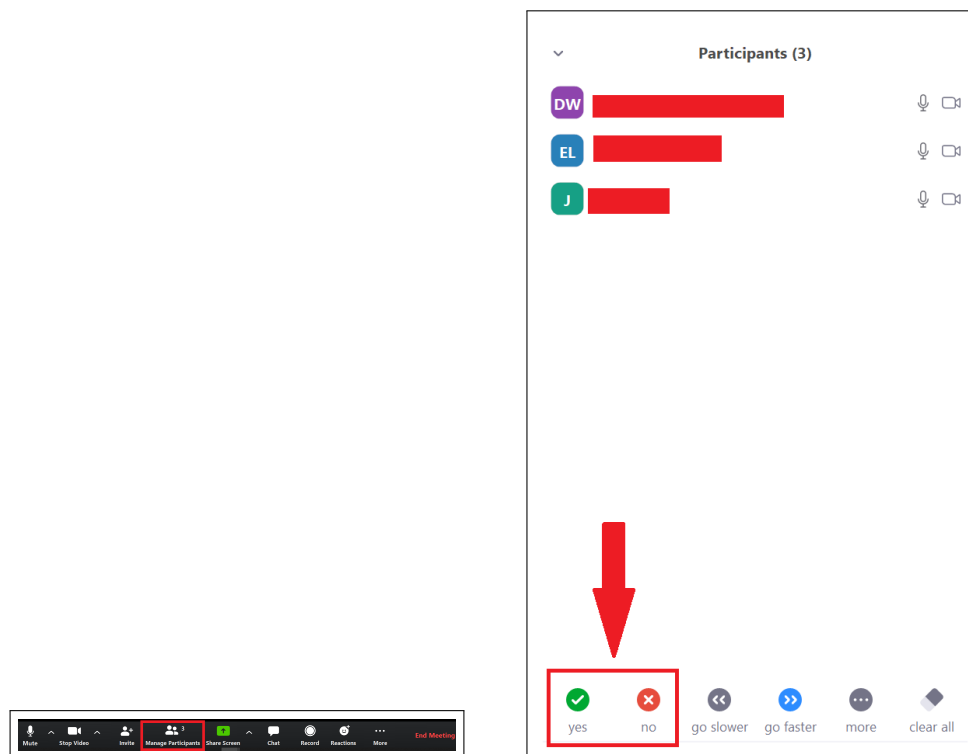 Participants (3)
DW
EL
J
yes no go slower go faster more clear all
3
Mute Stop Video Invite Manage Participants Share Screen Chat Record Reactions More End Meeting